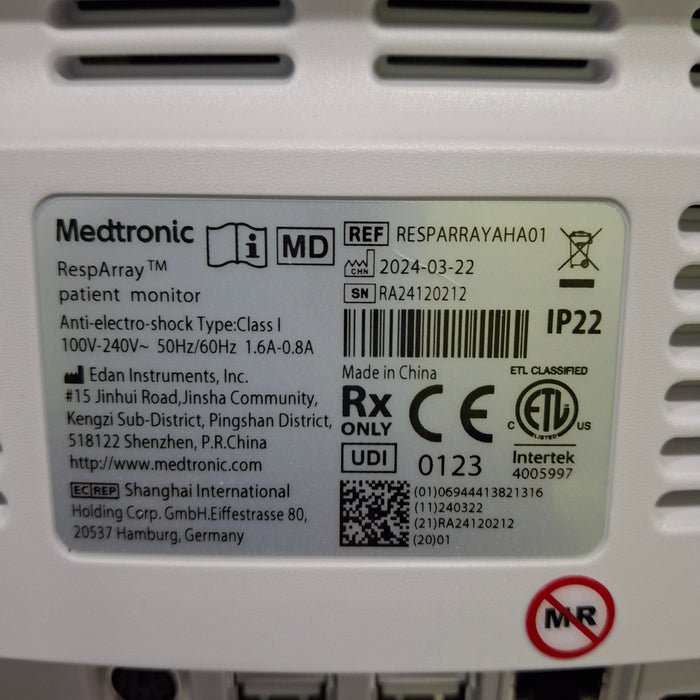 Medtronic
RespArray™
patient monitor
Anti-electro-shock Type:Class I
100V-240V~ 50Hz/60Hz 1.6A-0.8A
Edan Instruments, Inc.
#15 Jinhui Road,Jinsha Community,
Kengzi Sub-District, Pingshan District,
518122 Shenzhen, P.R.China
http://www.medtronic.com
EC REP Shanghai International
Holding Corp. GmbH.Eiffestrasse 80,
20537 Hamburg, Germany
i MD
REF RESPARRAYAHA01
CHN 2024-03-22
SN RA24120212
IP22
Made in China
Rx
ONLY
CE
0123
UDI
ETL CLASSIFIED
ETL
LISTED
C US
Intertek
4005997
(01)06944413821316
(11)240322
(21)RA24120212
(20)01
MR